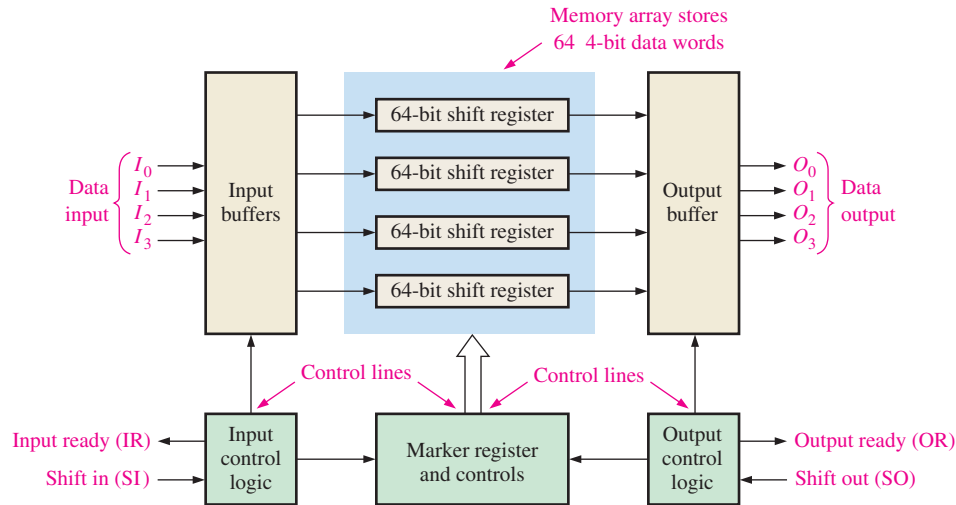 Memory array stores
64 4-bit data words
64-bit shift register
64-bit shift register
64-bit shift register
64-bit shift register
Data
input
I0
I1
I2
I3
Input
buffers
Output
buffer
O0
O1
O2
O3
Data
output
Control lines
Control lines
Input ready (IR)
Shift in (SI)
Input
control
logic
Marker register
and controls
Output
control
logic
Output ready (OR)
Shift out (SO)